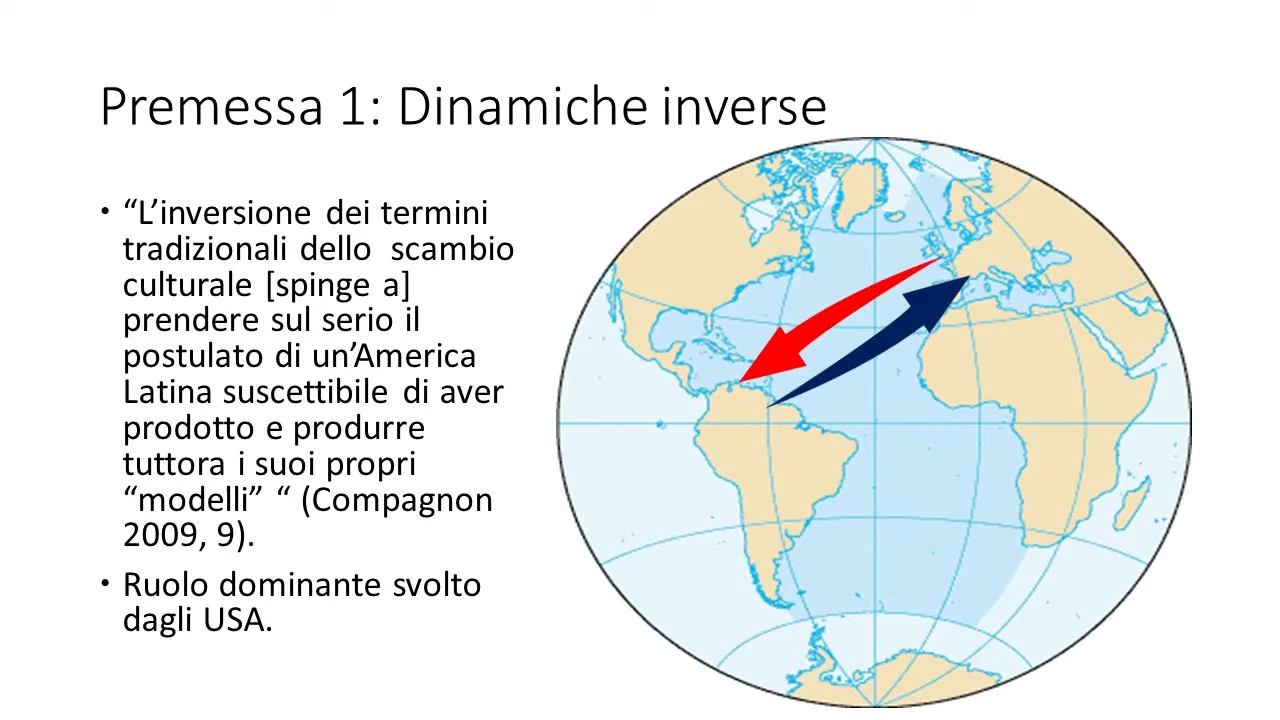 Premessa 1: Dinamiche inverse
• “L’inversione dei termini
tradizionali dello scambio
culturale [spinge a]
prendere sul serio il
postulato di un’America
Latina suscettibile di aver
prodotto e produrre
tuttora i suoi propri
“modelli” “ (Compagnon
2009, 9).
• Ruolo dominante svolto
dagli USA.